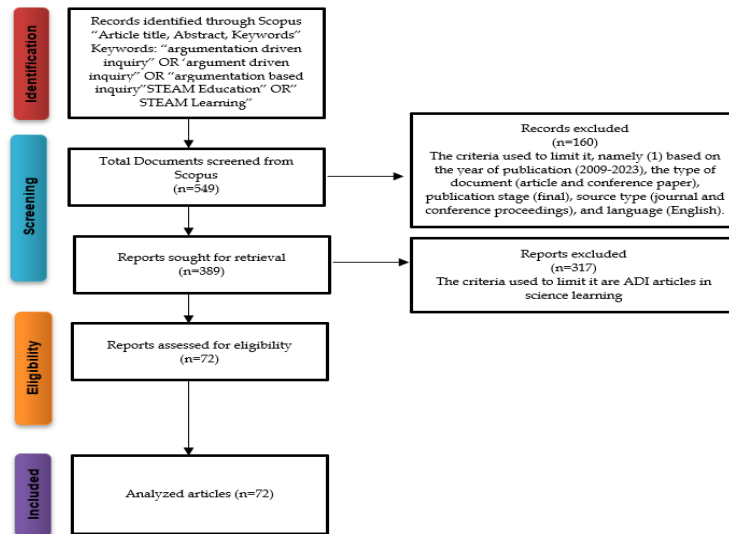 Identification
Records identified through Scopus
"Article title, Abstract, Keywords"
Keywords: "argumentation driven
inquiry" OR 'argument driven
inquiry" OR "argumentation based
inquiry"STEAM Education" OR"
STEAM Learning"
Screening
Total Documents screened from
Scopus
(n=549)
Records excluded
(n=160)
The criteria used to limit it, namely (1) based on
the year of publication (2009-2023), the type of
document (article and conference paper),
publication stage (final), source type (journal and
conference proceedings), and language (English).
Reports sought for retrieval
(n=389)
Reports excluded
(n=317)
The criteria used to limit it are ADI articles in
science learning
Eligibility
Reports assessed for eligibility
(n=72)
Included
Analyzed articles (n=72)